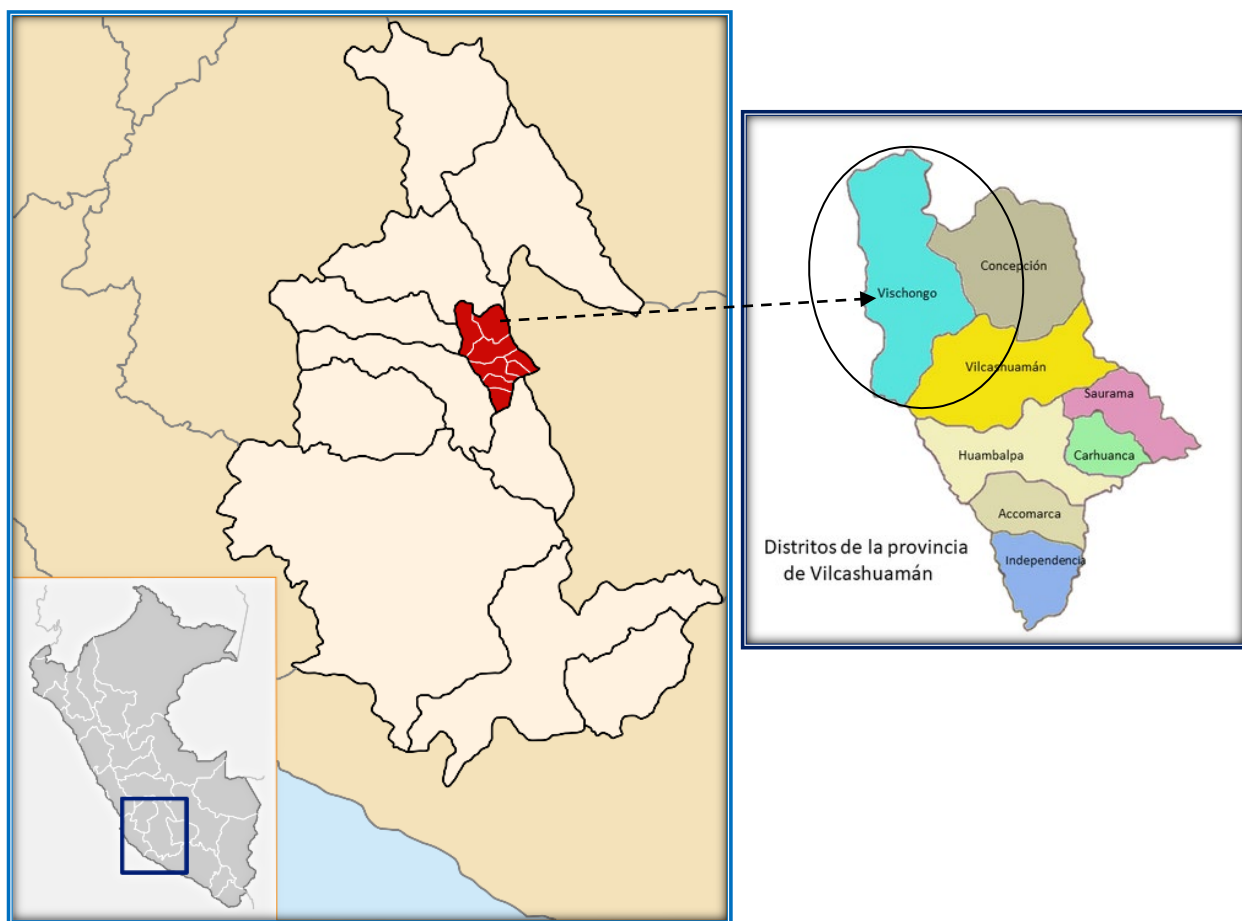 Concepción
Vischongo
Vilcashuamán
Saurama
Huambalpa
Carhuanca
Accomarca
Distritos de la provincia
de Vilcashuamán
Independencia